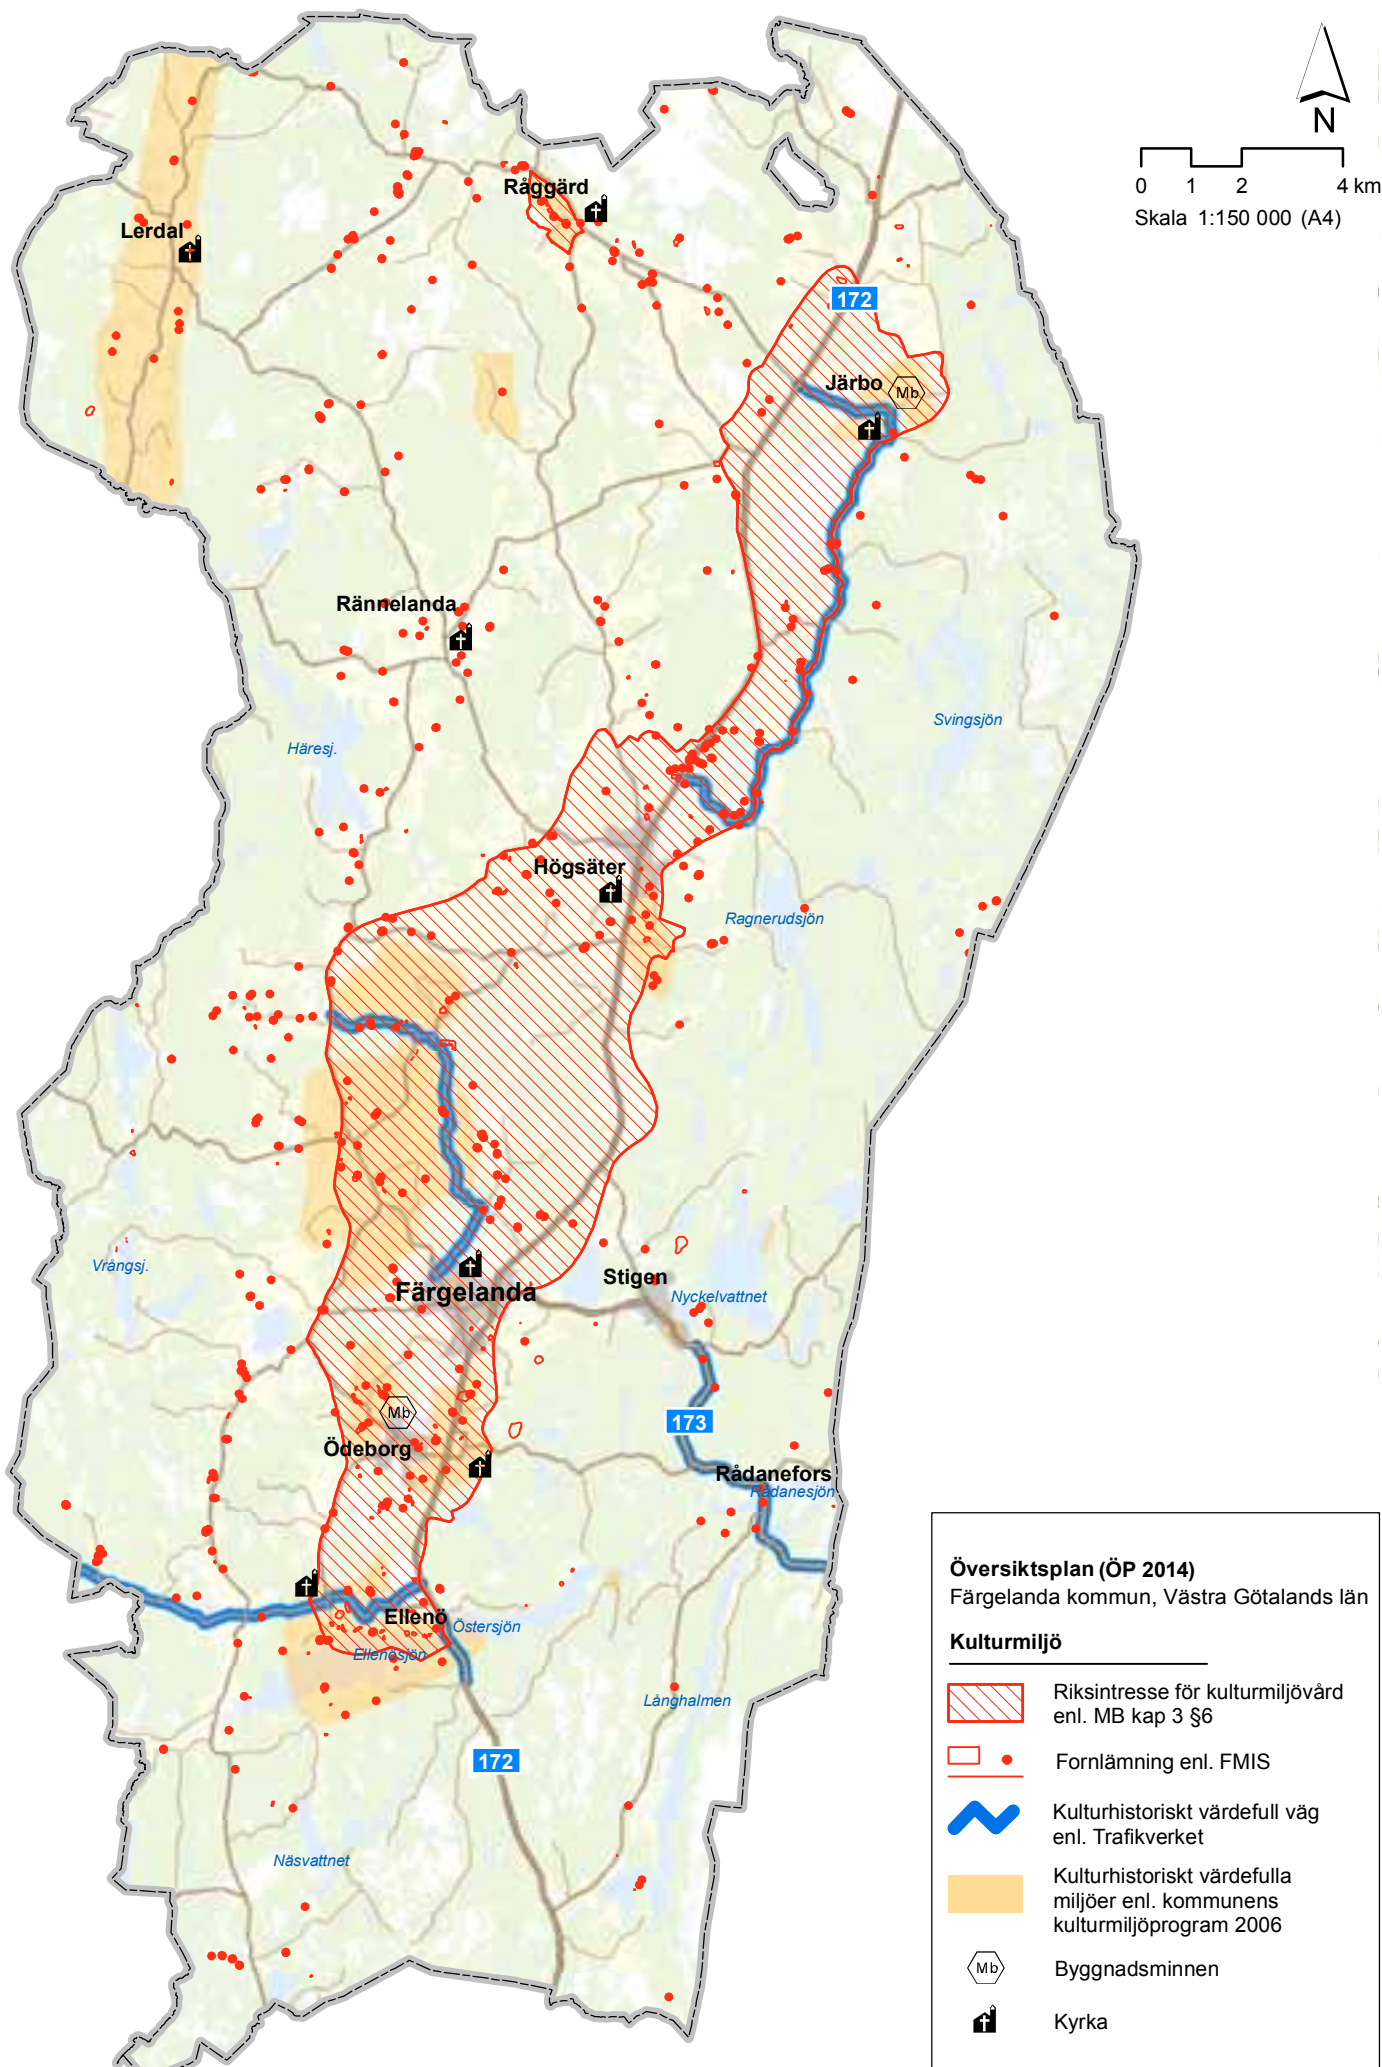 N
0 1 2 4 km
Skala 1:150 000 (A4)
Råggärd
Lerdal
172
Järbo
Mb
Rännelanda
Svingsjön
Häresj.
Högsäter
Ragnerudsjön
Vrångsj.
Stigen
Färgelanda
Nyckelvattnet
Mb
173
Ödeborg
Rådanefors
Rådanesjön
Ellenö
Östersjön
Ellenösjön
Långhalmen
172
Näsvattnet
Översiktsplan (ÖP 2014)
Färgelanda kommun, Västra Götalands län
Kulturmiljö
Riksintresse för kulturmiljövård
enl. MB kap 3 §6
Fornlämning enl. FMIS
Kulturhistoriskt värdefull väg
enl. Trafikverket
Kulturhistoriskt värdefulla
miljöer enl. kommunens
kulturmiljöprogram 2006
Mb Byggnadsminnen
Kyrka